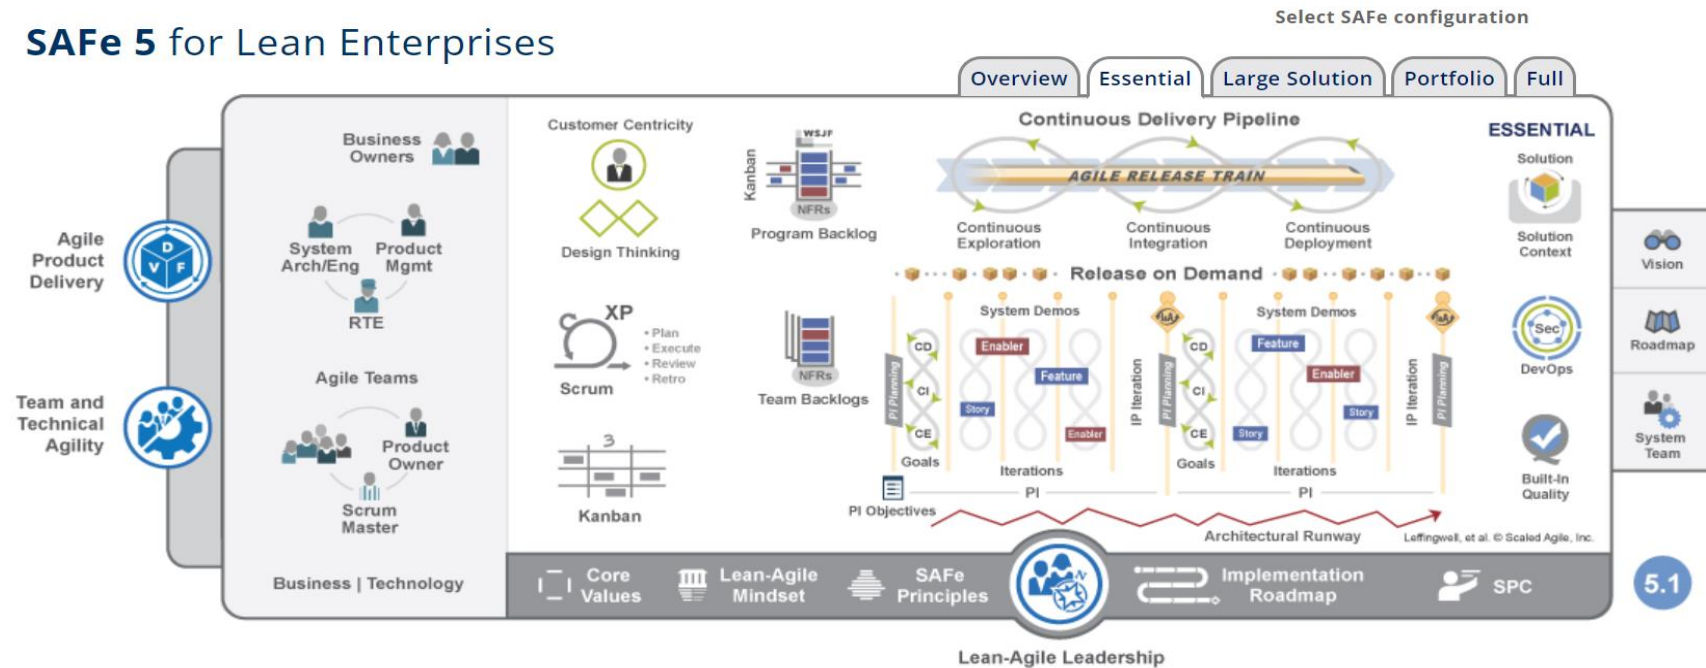 Select SAFe configuration
SAFe 5 for Lean Enterprises
Overview
Essential
Large Solution
Portfolio
Full
Agile
Product
Delivery
D
V F
Team and
Technical
Agility
Business
Owners
System
Arch/Eng
Product
Mgmt
RTE
Agile Teams
Product
Owner
Scrum
Master
Business | Technology
Customer Centricity
Design Thinking
XP
• Plan
• Execute
• Review
• Retro
Scrum
3
Kanban
WSJF
Kanban
NFRs
Program Backlog
NFRs
Team Backlogs
Continuous Delivery Pipeline
AGILE RELEASE TRAIN
Continuous
Exploration
Continuous
Integration
Continuous
Deployment
Release on Demand
System Demos
System Demos
PI Planning
CD
CI
CE
Goals
Enabler
Feature
Story
Enabler
Iterations
IP Iteration
I&A
PI Planning
CD
CI
CE
Goals
Feature
Enabler
Story
Story
Iterations
IP Iteration
I&A
PI Planning
PI
PI
PI Objectives
Architectural Runway
Leffingwell, et al. © Scaled Agile, Inc.
ESSENTIAL
Solution
Solution
Context
Sec
DevOps
Built-In
Quality
Vision
Roadmap
System
Team
Core
Values
Lean-Agile
Mindset
SAFe
Principles
N
Implementation
Roadmap
SPC
5.1
Lean-Agile Leadership